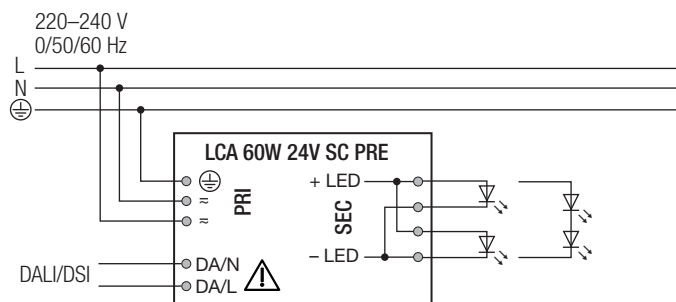 220–240 V
0/50/60 Hz
L
N
LCA 60W 24V SC PRE
PRI
≂
≂
+ LED
SEC
– LED
DALI/DSI
DA/N
DA/L